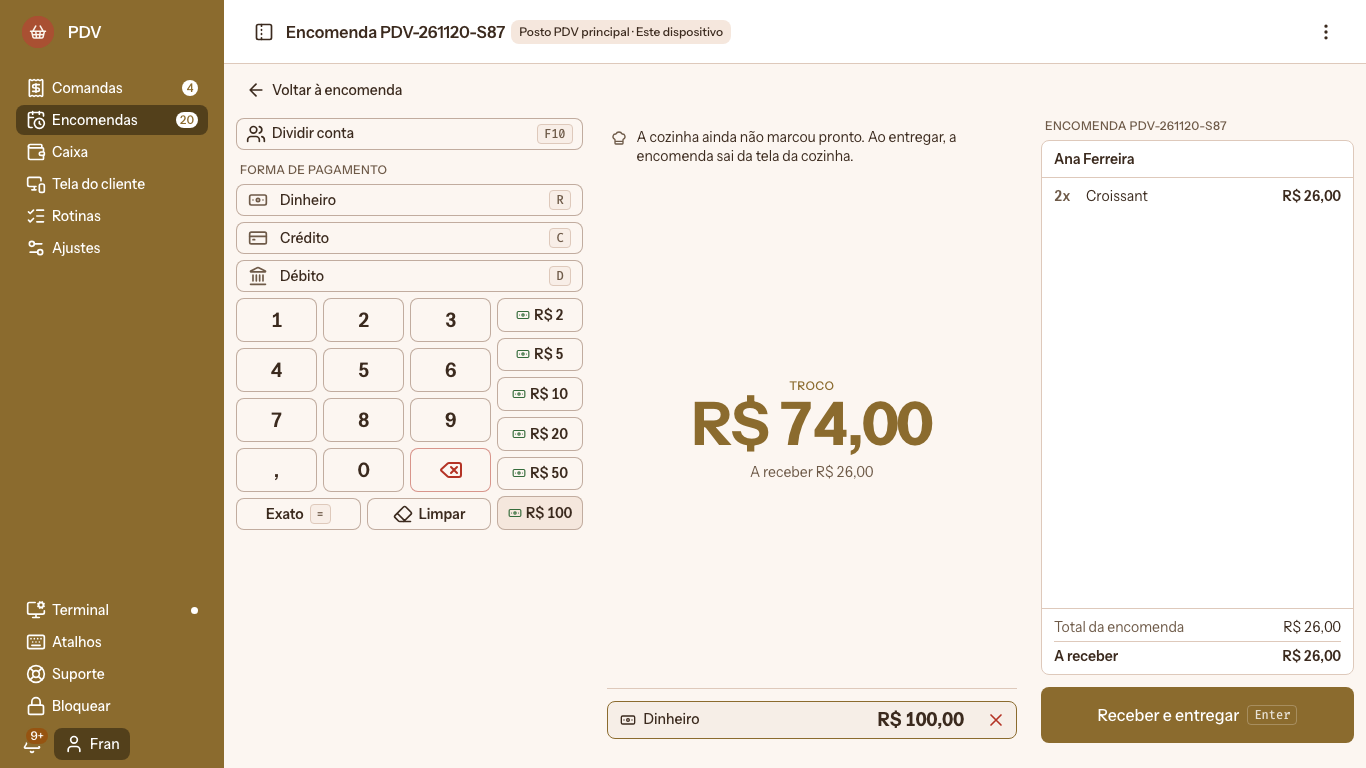 PDV
Comandas 4
Encomendas 20
Caixa
Tela do cliente
Rotinas
Ajustes
Terminal
Atalhos
Suporte
Bloquear
9+
Fran
Encomenda PDV-261120-S87
Posto PDV principal · Este dispositivo
Voltar à encomenda
Dividir conta F10
FORMA DE PAGAMENTO
Dinheiro R
Crédito C
Débito D
1 2 3
4 5 6
7 8 9
, 0
Exato = Limpar
R$ 2
R$ 5
R$ 10
R$ 20
R$ 50
R$ 100
A cozinha ainda não marcou pronto. Ao entregar, a
encomenda sai da tela da cozinha.
TROCO
R$ 74,00
A receber R$ 26,00
Dinheiro R$ 100,00
ENCOMENDA PDV-261120-S87
Ana Ferreira
2x Croissant R$ 26,00
Total da encomenda R$ 26,00
A receber R$ 26,00
Receber e entregar Enter